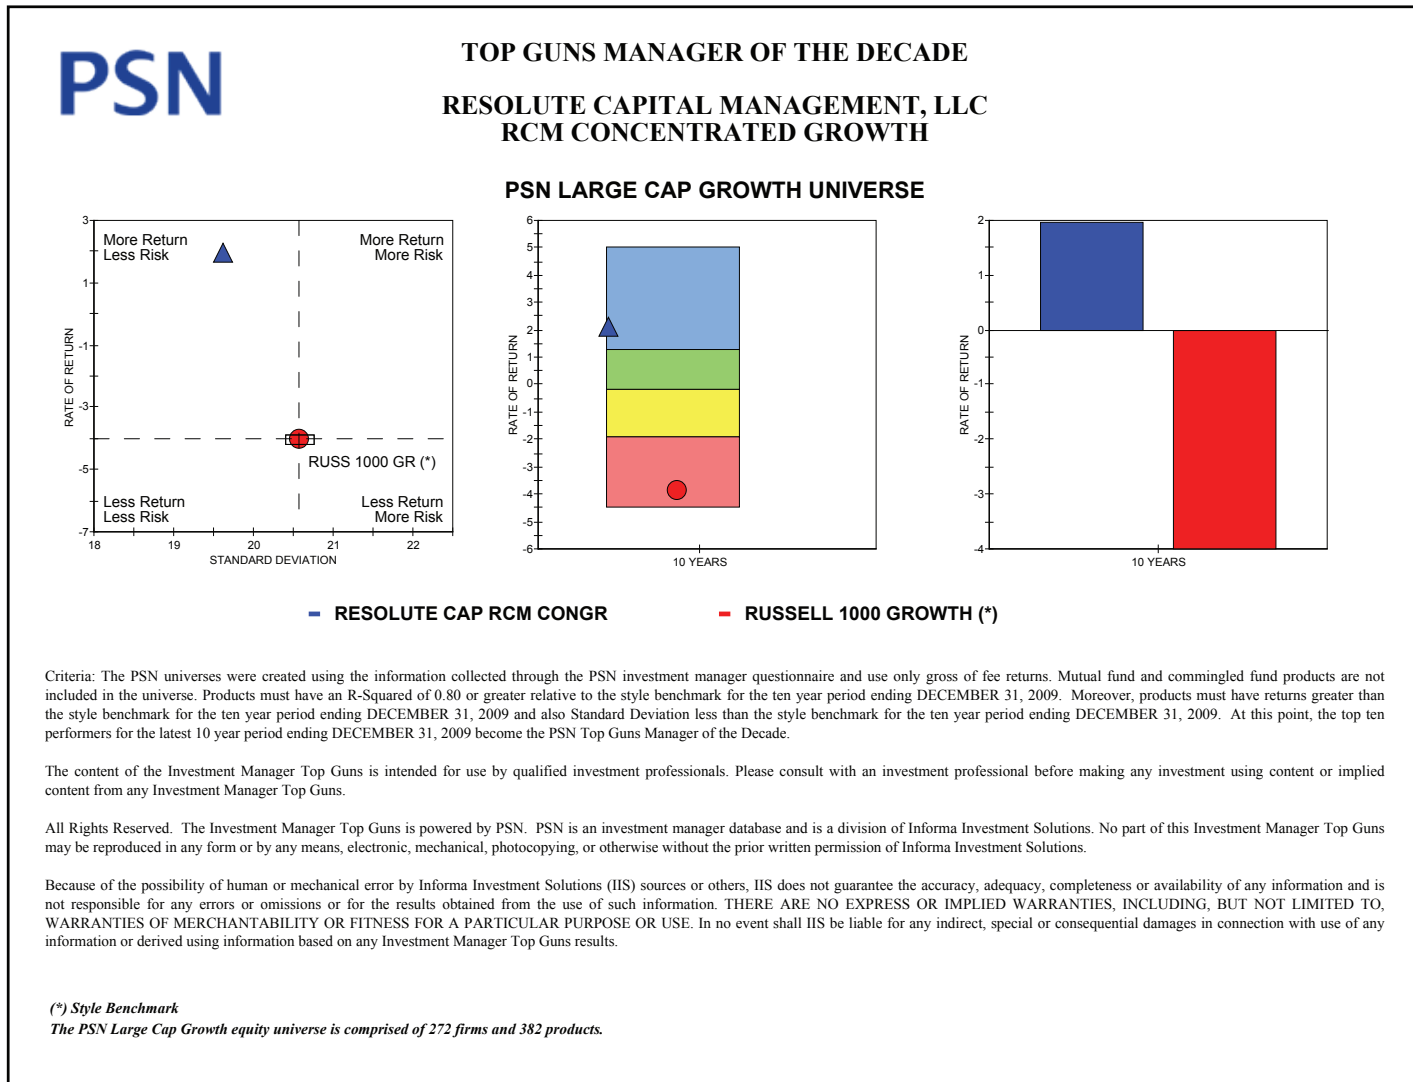 PSN
TOP GUNS MANAGER OF THE DECADE
RESOLUTE CAPITAL MANAGEMENT, LLC
RCM CONCENTRATED GROWTH
PSN LARGE CAP GROWTH UNIVERSE
3
1
-1
-3
-5
-7
RATE OF RETURN
More Return
Less Risk
More Return
More Risk
RUSS 1000 GR (*)
Less Return
Less Risk
Less Return
More Risk
18 19 20 21 22
STANDARD DEVIATION
6
5
4
3
2
1
0
-1
-2
-3
-4
-5
-6
RATE OF RETURN
10 YEARS
2
1
0
-1
-2
-3
-4
RATE OF RETURN
10 YEARS
RESOLUTE CAP RCM CONGR
RUSSELL 1000 GROWTH (*)
Criteria: The PSN universes were created using the information collected through the PSN investment manager questionnaire and use only gross of fee returns. Mutual fund and commingled fund products are not
included in the universe. Products must have an R-Squared of 0.80 or greater relative to the style benchmark for the ten year period ending DECEMBER 31, 2009. Moreover, products must have returns greater than
the style benchmark for the ten year period ending DECEMBER 31, 2009 and also Standard Deviation less than the style benchmark for the ten year period ending DECEMBER 31, 2009. At this point, the top ten
performers for the latest 10 year period ending DECEMBER 31, 2009 become the PSN Top Guns Manager of the Decade.
The content of the Investment Manager Top Guns is intended for use by qualified investment professionals. Please consult with an investment professional before making any investment using content or implied
content from any Investment Manager Top Guns.
All Rights Reserved. The Investment Manager Top Guns is powered by PSN. PSN is an investment manager database and is a division of Informa Investment Solutions. No part of this Investment Manager Top Guns
may be reproduced in any form or by any means, electronic, mechanical, photocopying, or otherwise without the prior written permission of Informa Investment Solutions.
Because of the possibility of human or mechanical error by Informa Investment Solutions (IIS) sources or others, IIS does not guarantee the accuracy, adequacy, completeness or availability of any information and is
not responsible for any errors or omissions or for the results obtained from the use of such information. THERE ARE NO EXPRESS OR IMPLIED WARRANTIES, INCLUDING, BUT NOT LIMITED TO,
WARRANTIES OF MERCHANTABILITY OR FITNESS FOR A PARTICULAR PURPOSE OR USE. In no event shall IIS be liable for any indirect, special or consequential damages in connection with use of any
information or derived using information based on any Investment Manager Top Guns results.
(*) Style Benchmark
The PSN Large Cap Growth equity universe is comprised of 272 firms and 382 products.